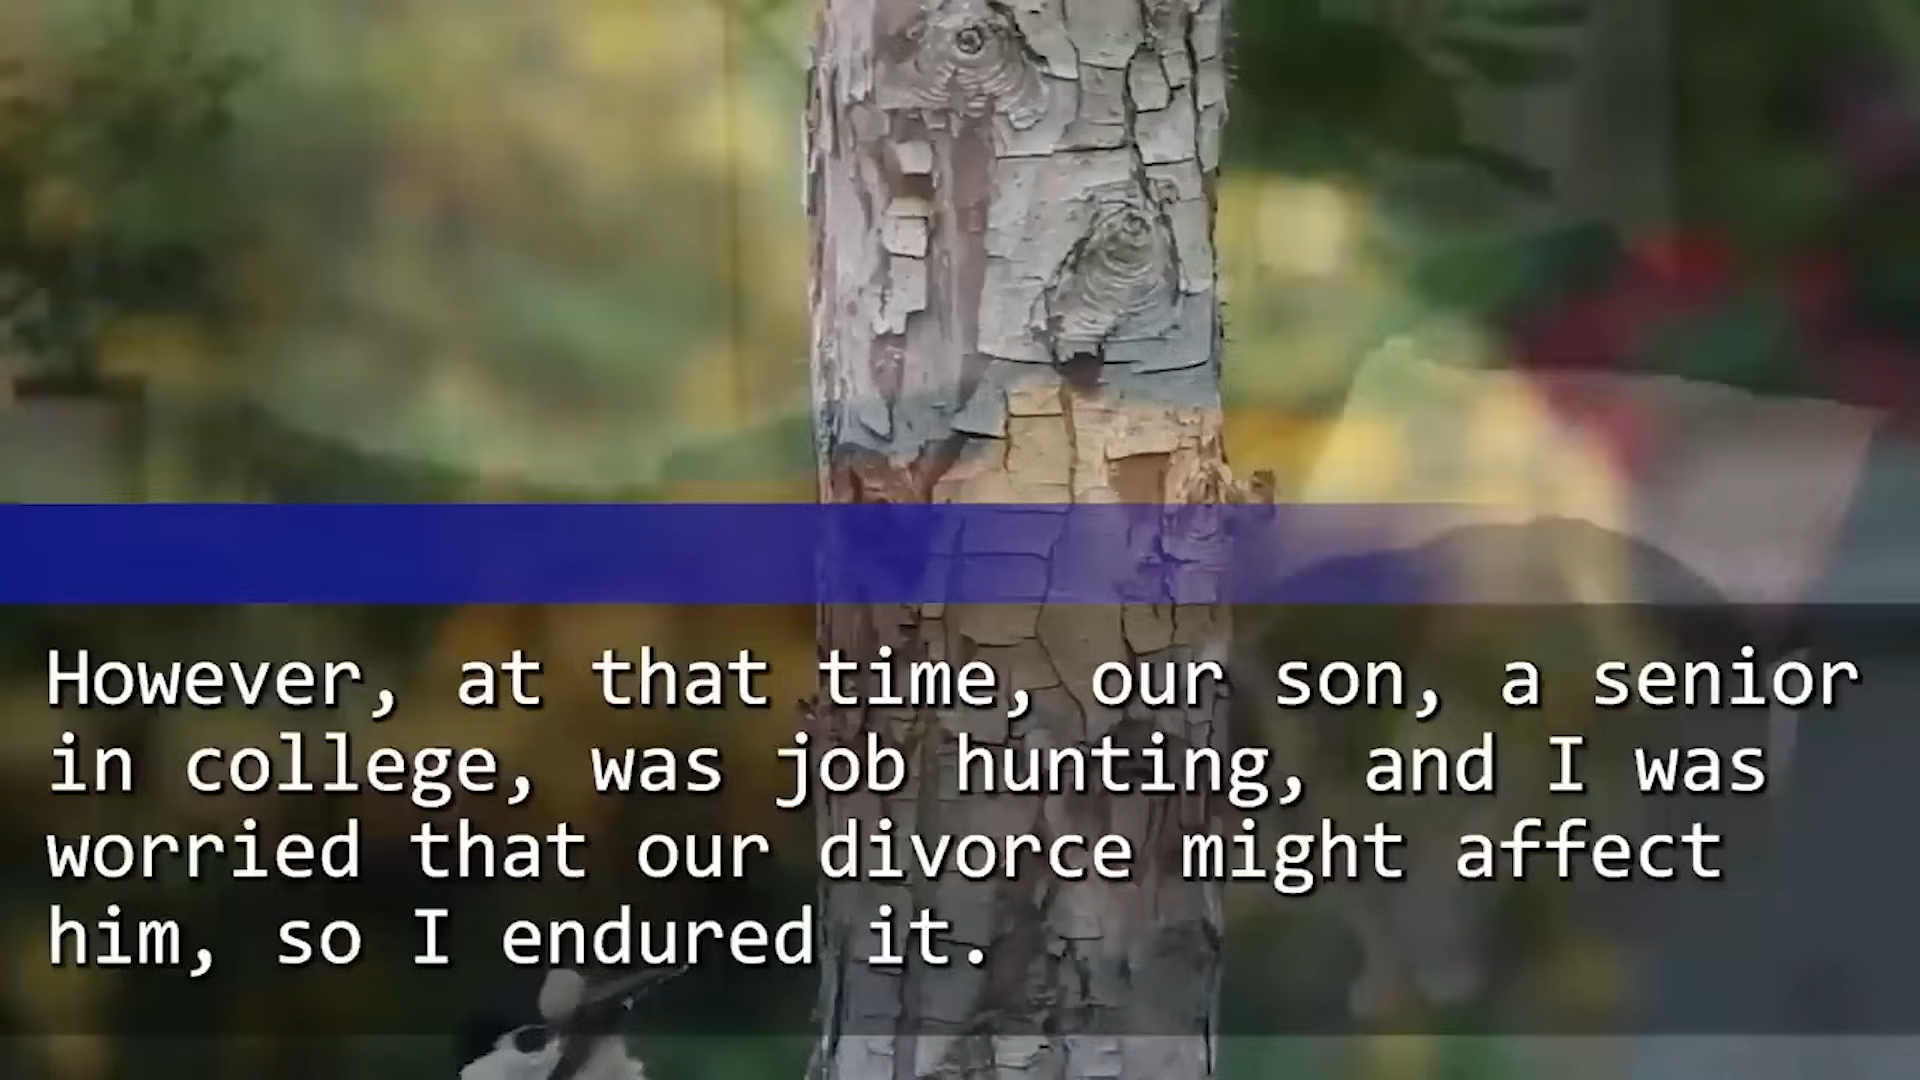 However, at that time, our son, a senior
in college, was job hunting, and I was
worried that our divorce might affect
him, so I endured it.